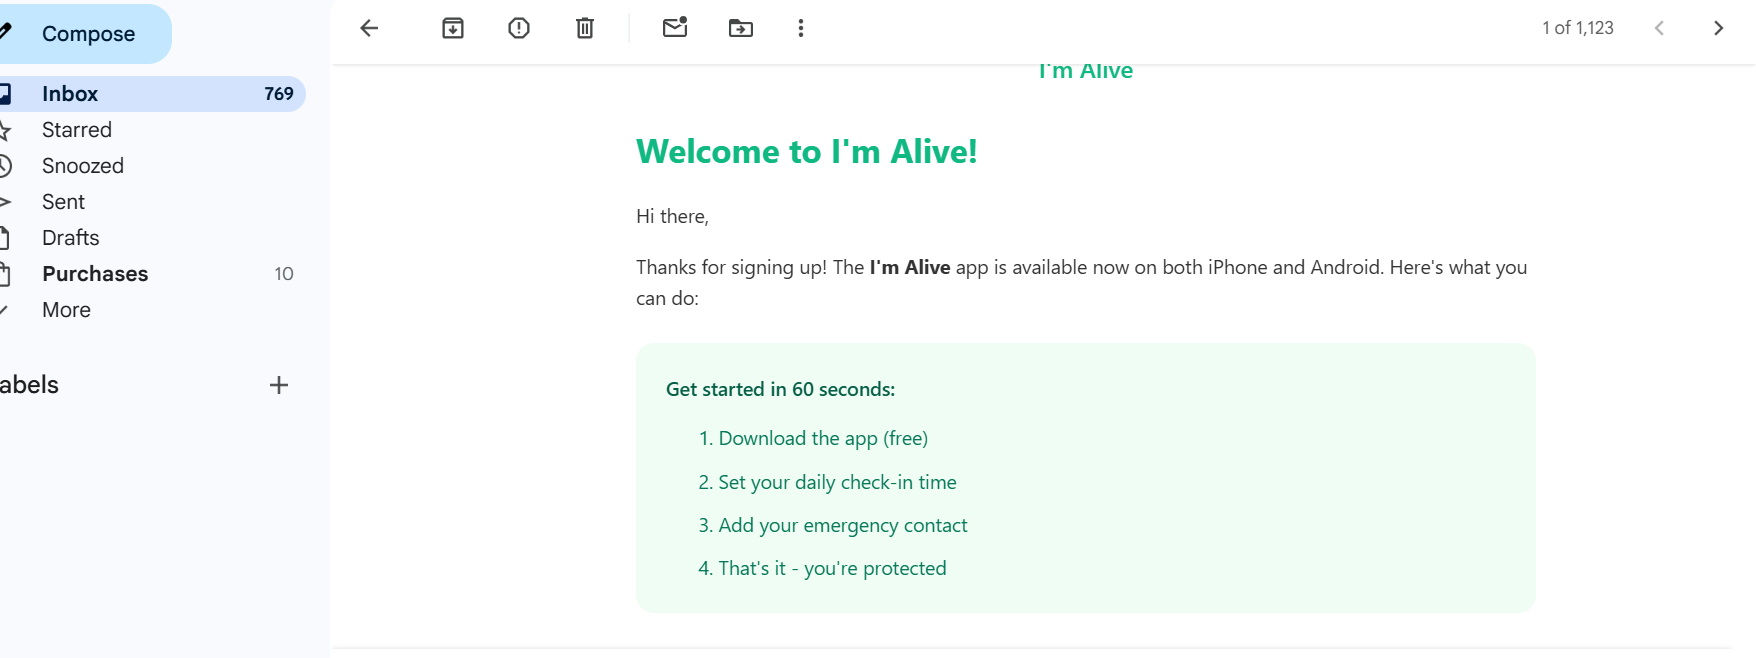 Compose
Inbox 769
Starred
Snoozed
Sent
Drafts
Purchases 10
More
abels
1 of 1,123
I'm Alive
Welcome to I'm Alive!
Hi there,
Thanks for signing up! The I'm Alive app is available now on both iPhone and Android. Here's what you
can do:
Get started in 60 seconds:
1. Download the app (free)
2. Set your daily check-in time
3. Add your emergency contact
4. That's it - you're protected